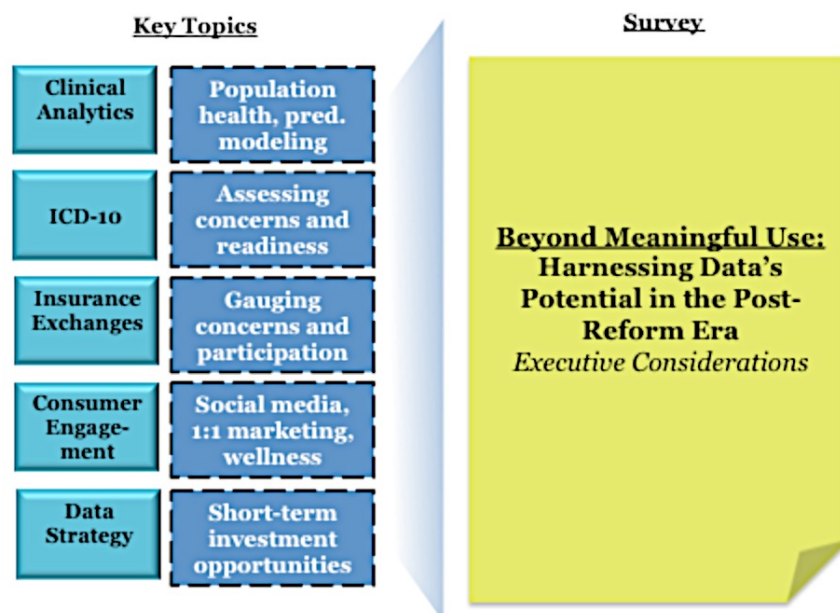 Key Topics
Clinical
Analytics
Population
health, pred.
modeling
ICD-10
Assessing
concerns and
readiness
Insurance
Exchanges
Gauging
concerns and
participation
Consumer
Engage-
ment
Social media,
1:1 marketing,
wellness
Data
Strategy
Short-term
investment
opportunities
Survey
Beyond Meaningful Use:
Harnessing Data's
Potential in the Post-
Reform Era
Executive Considerations